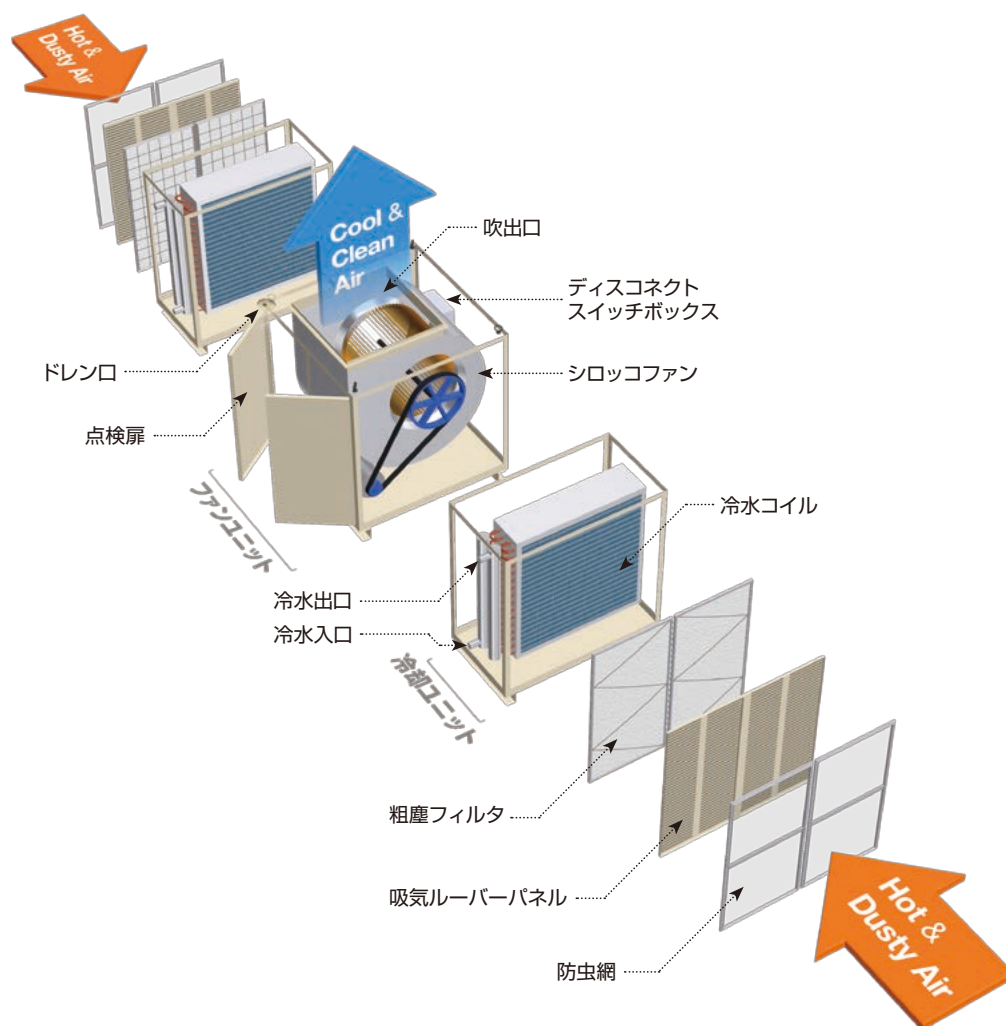 Hot &
Dusty Air
Cool &
Clean
Air
吹出口
ディスコネクト
スイッチボックス
ドレン口
シロッコファン
点検扉
ファンユニット
冷水コイル
冷水出口
冷水入口
冷却ユニット
粗塵フィルタ
吸気ルーバーパネル
防虫網
Hot &
Dusty Air